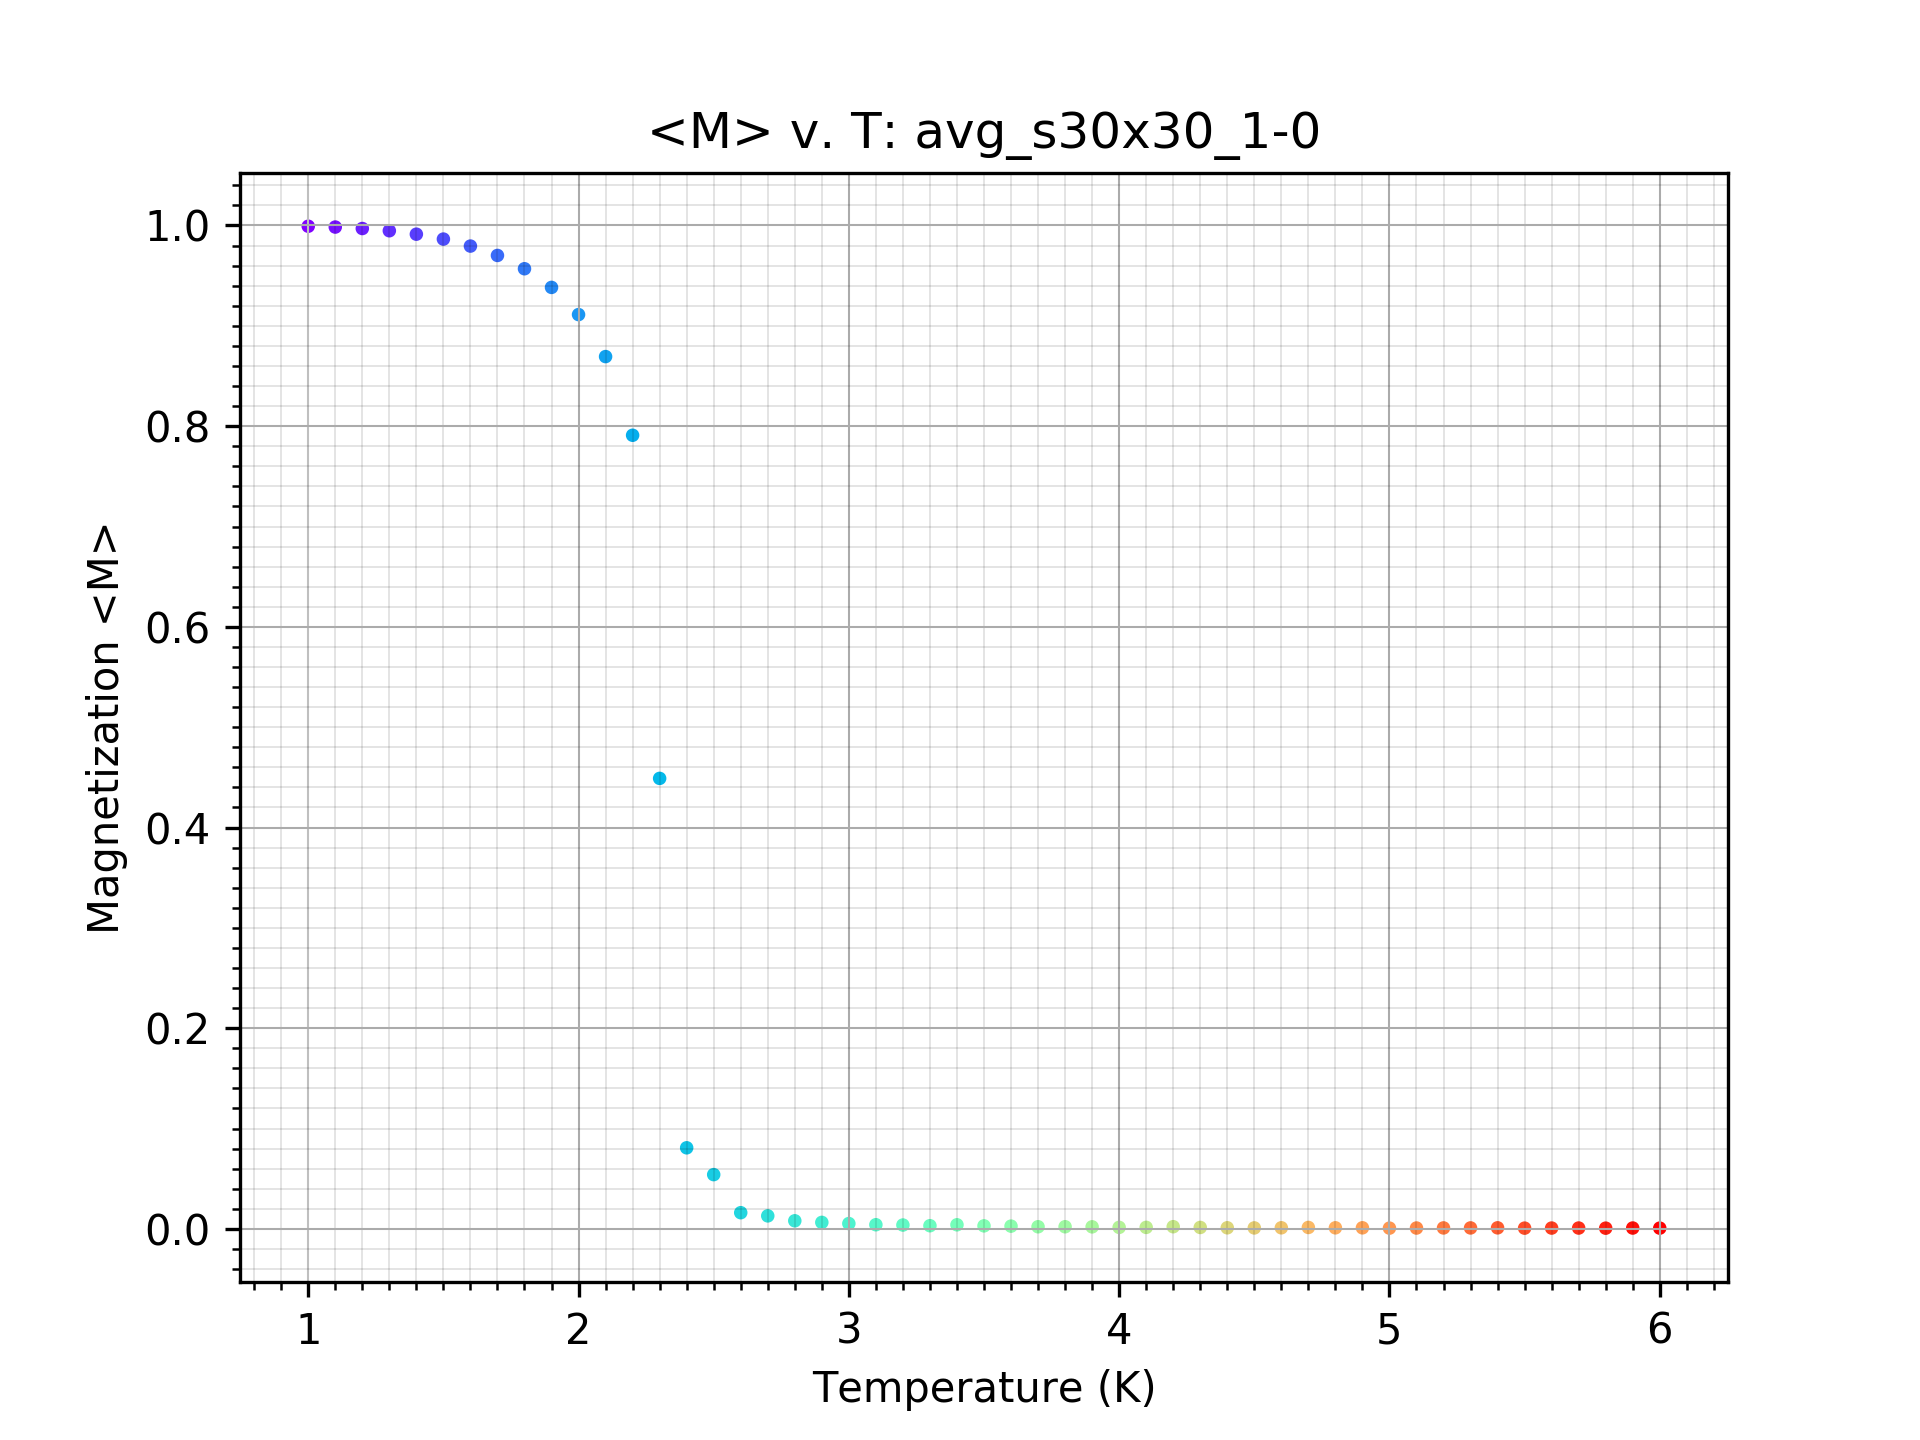 <M> v. T: avg_s30x30_1-0
1.0
0.8
0.6
0.4
0.2
0.0
Magnetization <M>
1 2 3 4 5 6
Temperature (K)